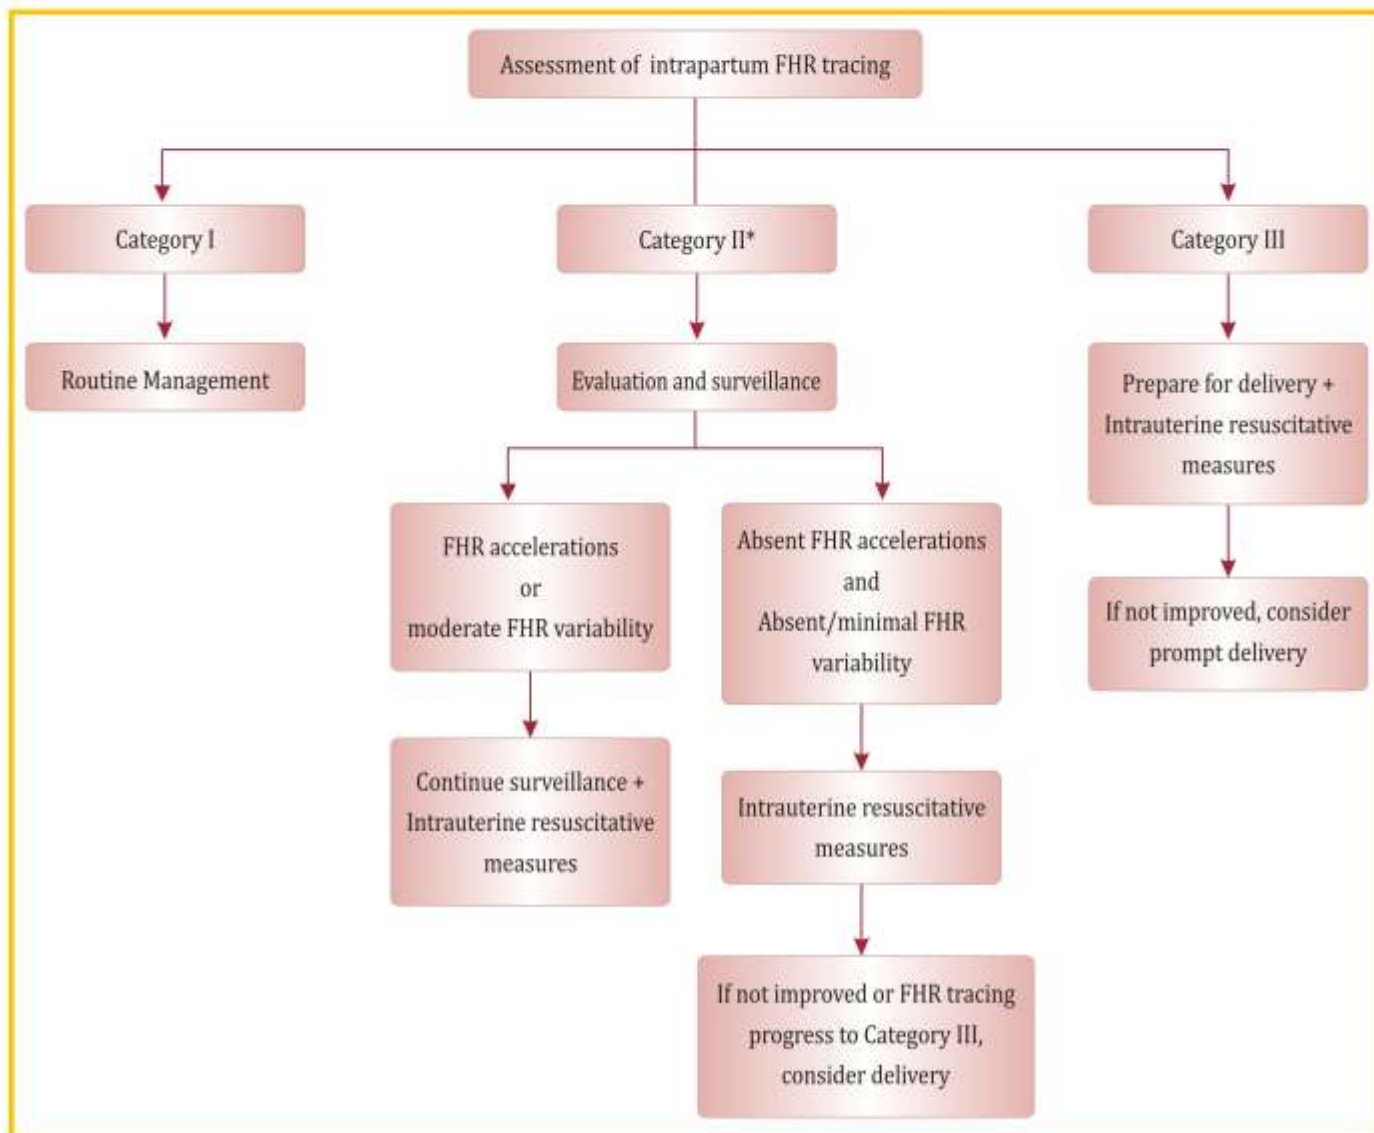 Assessment of intrapartum FHR tracing
Category I
Category II*
Category III
Routine Management
Evaluation and surveillance
Prepare for delivery +
Intrauterine resuscitative
measures
FHR accelerations
or
moderate FHR variability
Absent FHR accelerations
and
Absent/minimal FHR
variability
If not improved, consider
prompt delivery
Continue surveillance +
Intrauterine resuscitative
measures
Intrauterine resuscitative
measures
If not improved or FHR tracing
progress to Category III,
consider delivery